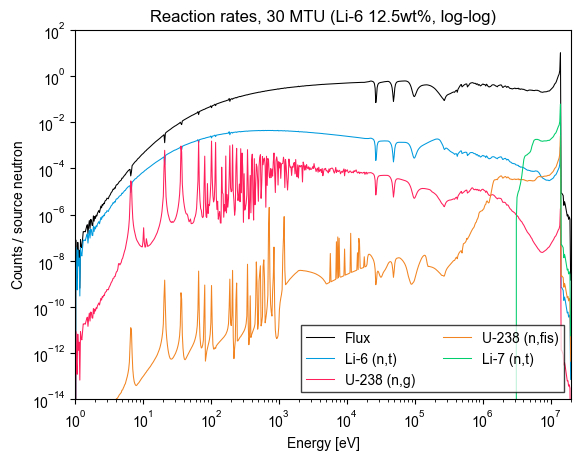 Reaction rates, 30 MTU (Li-6 12.5wt%, log-log)
Counts / source neutron
10^2
10^0
10^−2
10^−4
10^−6
10^−8
10^−10
10^−12
10^−14
Flux
Li-6 (n,t)
U-238 (n,g)
U-238 (n,fis)
Li-7 (n,t)
10^0 10^1 10^2 10^3 10^4 10^5 10^6 10^7
Energy [eV]